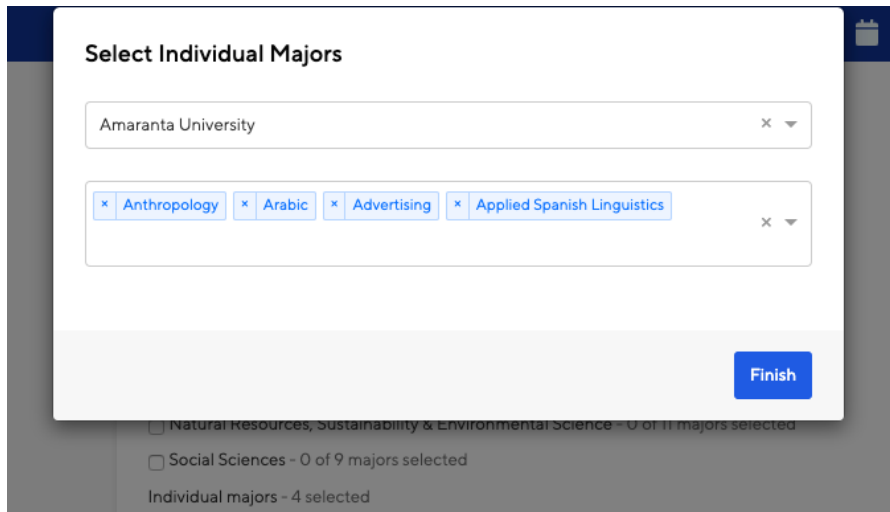 Select Individual Majors
Amaranta University
× Anthropology × Arabic × Advertising × Applied Spanish Linguistics
Finish
Natural Resources, Sustainability & Environmental Science - 0 of 11 majors selected
Social Sciences - 0 of 9 majors selected
Individual majors - 4 selected